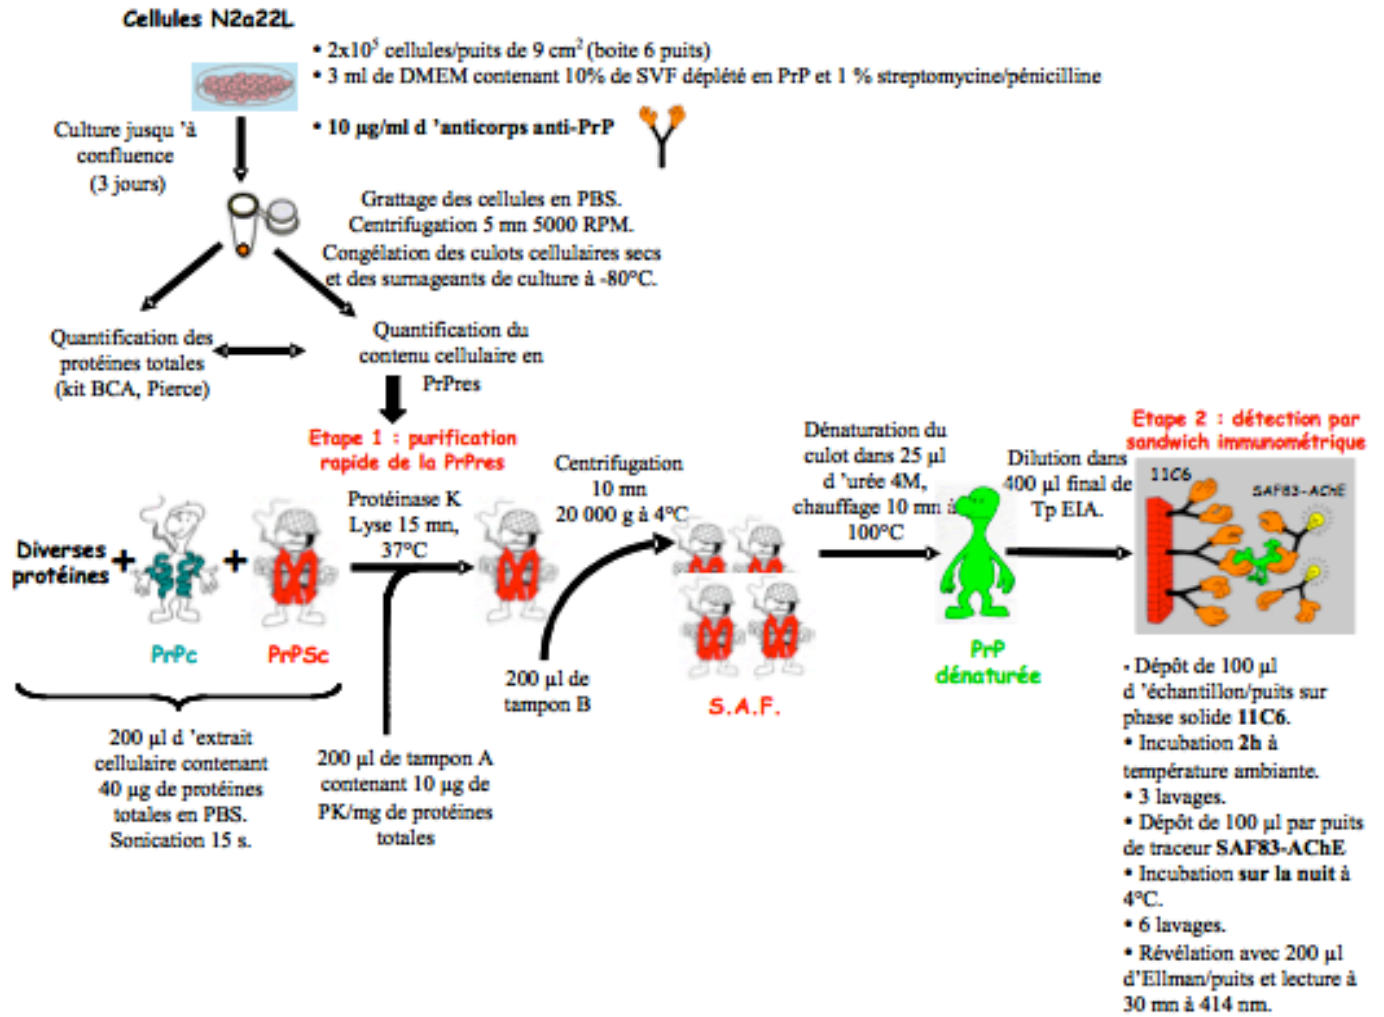 Cellules N2a22L
• 2x10⁵ cellules/puits de 9 cm² (boite 6 puits)
• 3 ml de DMEM contenant 10% de SVF déplété en PrP et 1 % streptomycine/pénicilline
• 10 µg/ml d 'anticorps anti-PrP
Culture jusqu 'à
confluence
(3 jours)
Grattage des cellules en PBS.
Centrifugation 5 mn 5000 RPM.
Congélation des culots cellulaires secs
et des surnageants de culture à -80°C.
Quantification des
protéines totales
(kit BCA, Pierce)
Quantification du
contenu cellulaire en
PrPres
Etape 1 : purification
rapide de la PrPres
Diverses
protéines
+
PrPc
+
PrPSc
200 µl d 'extrait
cellulaire contenant
40 µg de protéines
totales en PBS.
Sonication 15 s.
Protéinase K
Lyse 15 mn,
37°C
200 µl de tampon A
contenant 10 µg de
PK/mg de protéines
totales
Centrifugation
10 mn
20 000 g à 4°C
200 µl de
tampon B
S.A.F.
Dénaturation du
culot dans 25 µl
d 'urée 4M,
chauffage 10 mn à
100°C
PrP
dénaturée
Dilution dans
400 µl final de
Tp EIA.
Etape 2 : détection par
sandwich immunométrique
11C6
SAF83-AChE
• Dépôt de 100 µl
d 'échantillon/puits sur
phase solide 11C6.
• Incubation 2h à
température ambiante.
• 3 lavages.
• Dépôt de 100 µl par puits
de traceur SAF83-AChE
• Incubation sur la nuit à
4°C.
• 6 lavages.
• Révélation avec 200 µl
d'Ellman/puits et lecture à
30 mn à 414 nm.